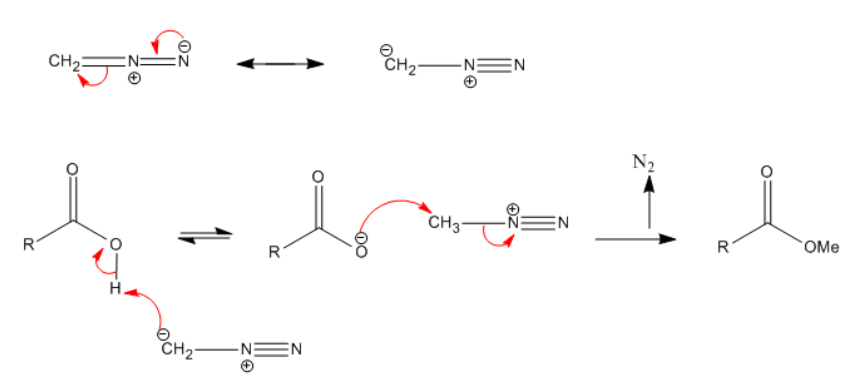 CH₂ N N ⊖ ⊕
⊖ CH₂ N N ⊕
O R O H
O R O ⊖
CH₃ N N ⊕
N₂
O R OMe
⊖ CH₂ N N ⊕